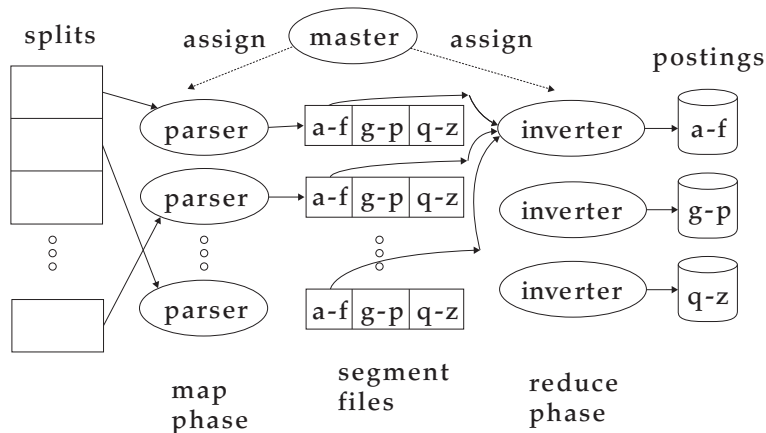 splits
assign
master
assign
postings
parser
a-f g-p q-z
inverter
a-f
parser
a-f g-p q-z
inverter
g-p
parser
a-f g-p q-z
inverter
q-z
map
phase
segment
files
reduce
phase